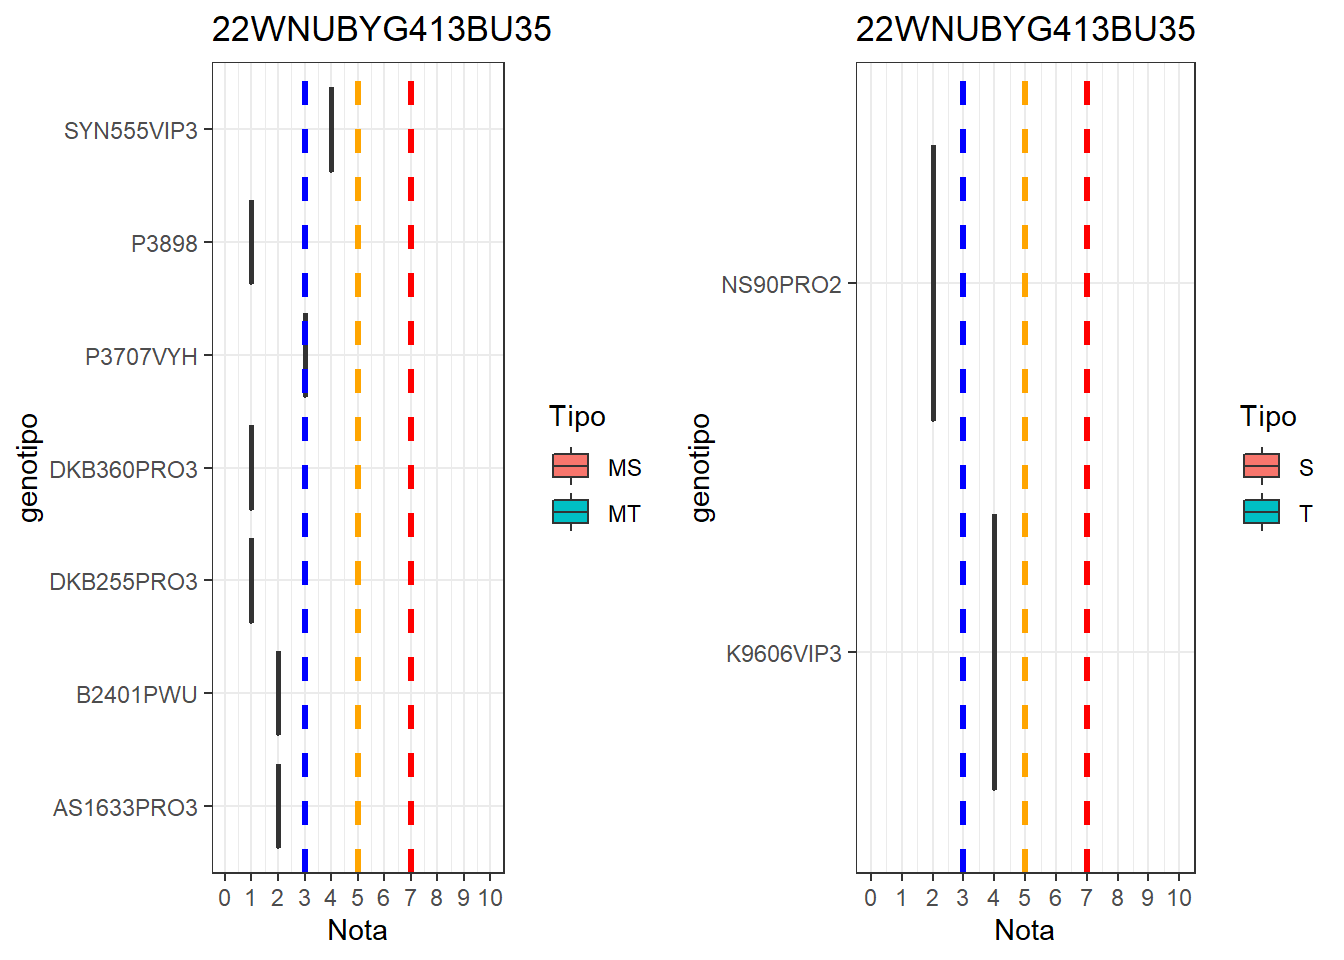 22WNUBYG413BU35
SYN555VIP3
P3898
P3707VYH
DKB360PRO3
DKB255PRO3
B2401PWU
AS1633PRO3
genotipo
0 1 2 3 4 5 6 7 8 9 10
Nota
Tipo
MS
MT
22WNUBYG413BU35
NS90PRO2
K9606VIP3
genotipo
0 1 2 3 4 5 6 7 8 9 10
Nota
Tipo
S
T